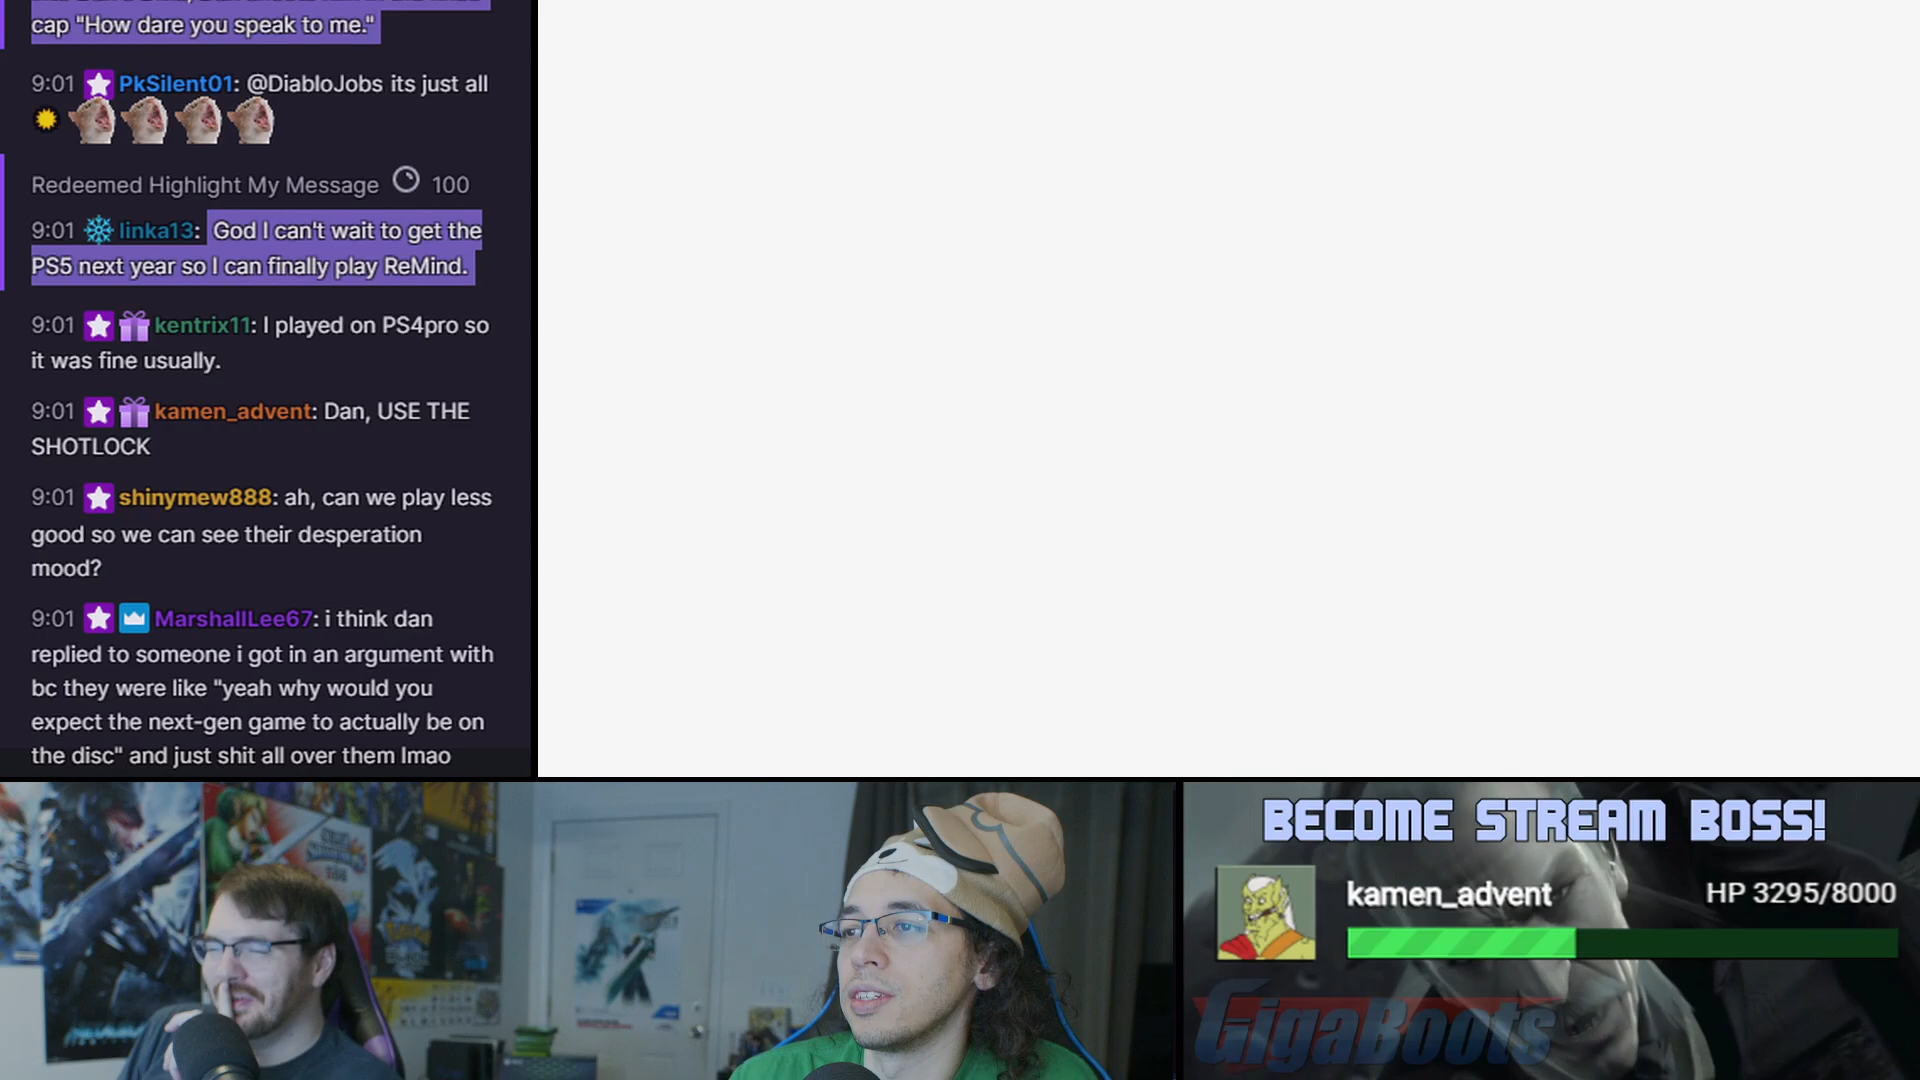 cap "How dare you speak to me."
9:01 PkSilent01: @DiabloJobs its just all
Redeemed Highlight My Message 100
9:01 linka13: God I can't wait to get the
PS5 next year so I can finally play ReMind.
9:01 kentrix11: I played on PS4pro so
it was fine usually.
9:01 kamen_advent: Dan, USE THE
SHOTLOCK
9:01 shinymew888: ah, can we play less
good so we can see their desperation
mood?
9:01 MarshallLee67: i think dan
replied to someone i got in an argument with
bc they were like "yeah why would you
expect the next-gen game to actually be on
the disc" and just shit all over them lmao
BECOME STREAM BOSS!
kamen_advent HP 3295/8000
GigaBoots